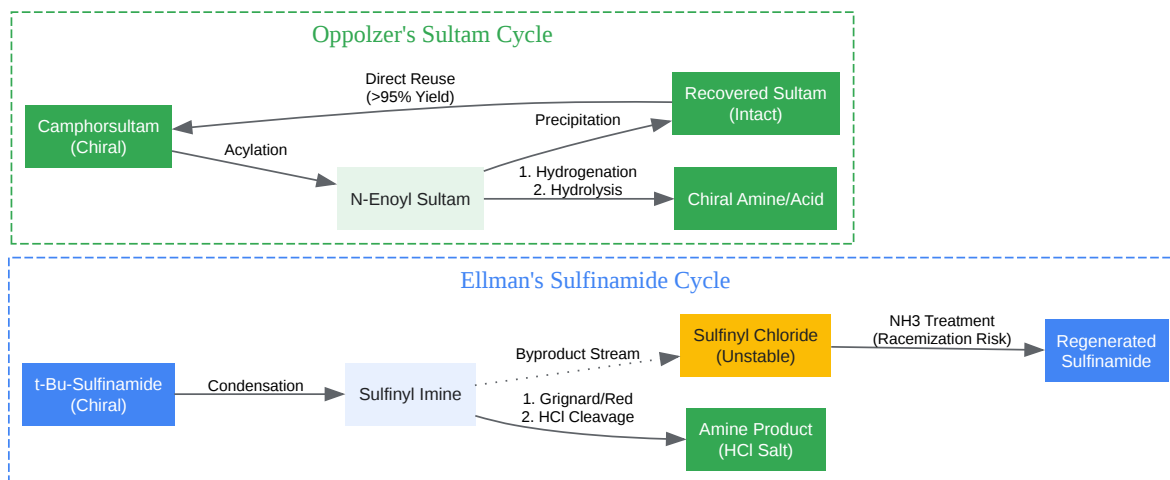 Oppolzer's Sultam Cycle
Direct Reuse
(>95% Yield)
Recovered Sultam
(Intact)
Camphorsultam
(Chiral)
Precipitation
Acylation
1. Hydrogenation
2. Hydrolysis
N-Enoyl Sultam
Chiral Amine/Acid
Ellman's Sulfinamide Cycle
Sulfinyl Chloride
(Unstable)
NH3 Treatment
(Racemization Risk)
Regenerated
Sulfinamide
Byproduct Stream
t-Bu-Sulfinamide
(Chiral)
Condensation
Sulfinyl Imine
1. Grignard/Red
2. HCl Cleavage
Amine Product
(HCl Salt)